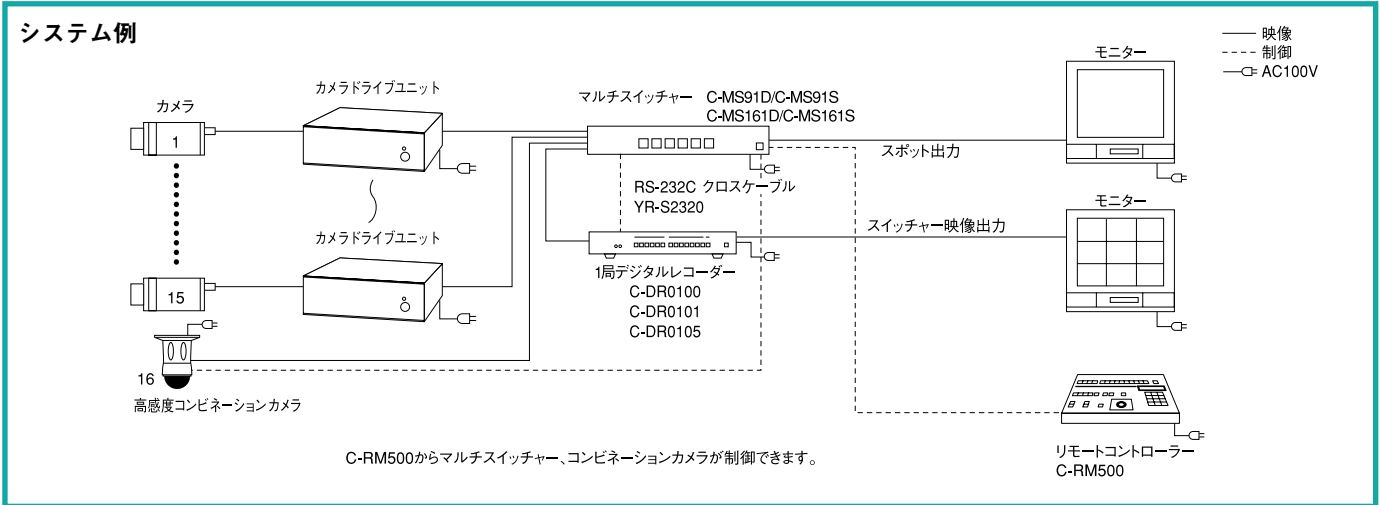 システム例
映像
制御
AC100V
モニター
カメラドライブユニット
マルチスイッチャー C-MS91D/C-MS91S
C-MS161D/C-MS161S
カメラ
1
スポット出力
RS-232C クロスケーブル
YR-S2320
モニター
カメラドライブユニット
スイッチャー映像出力
1局デジタルレコーダー
C-DR0100
C-DR0101
C-DR0105
15
16
高感度コンビネーションカメラ
C-RM500からマルチスイッチャー、コンビネーションカメラが制御できます。
リモートコントローラー
C-RM500